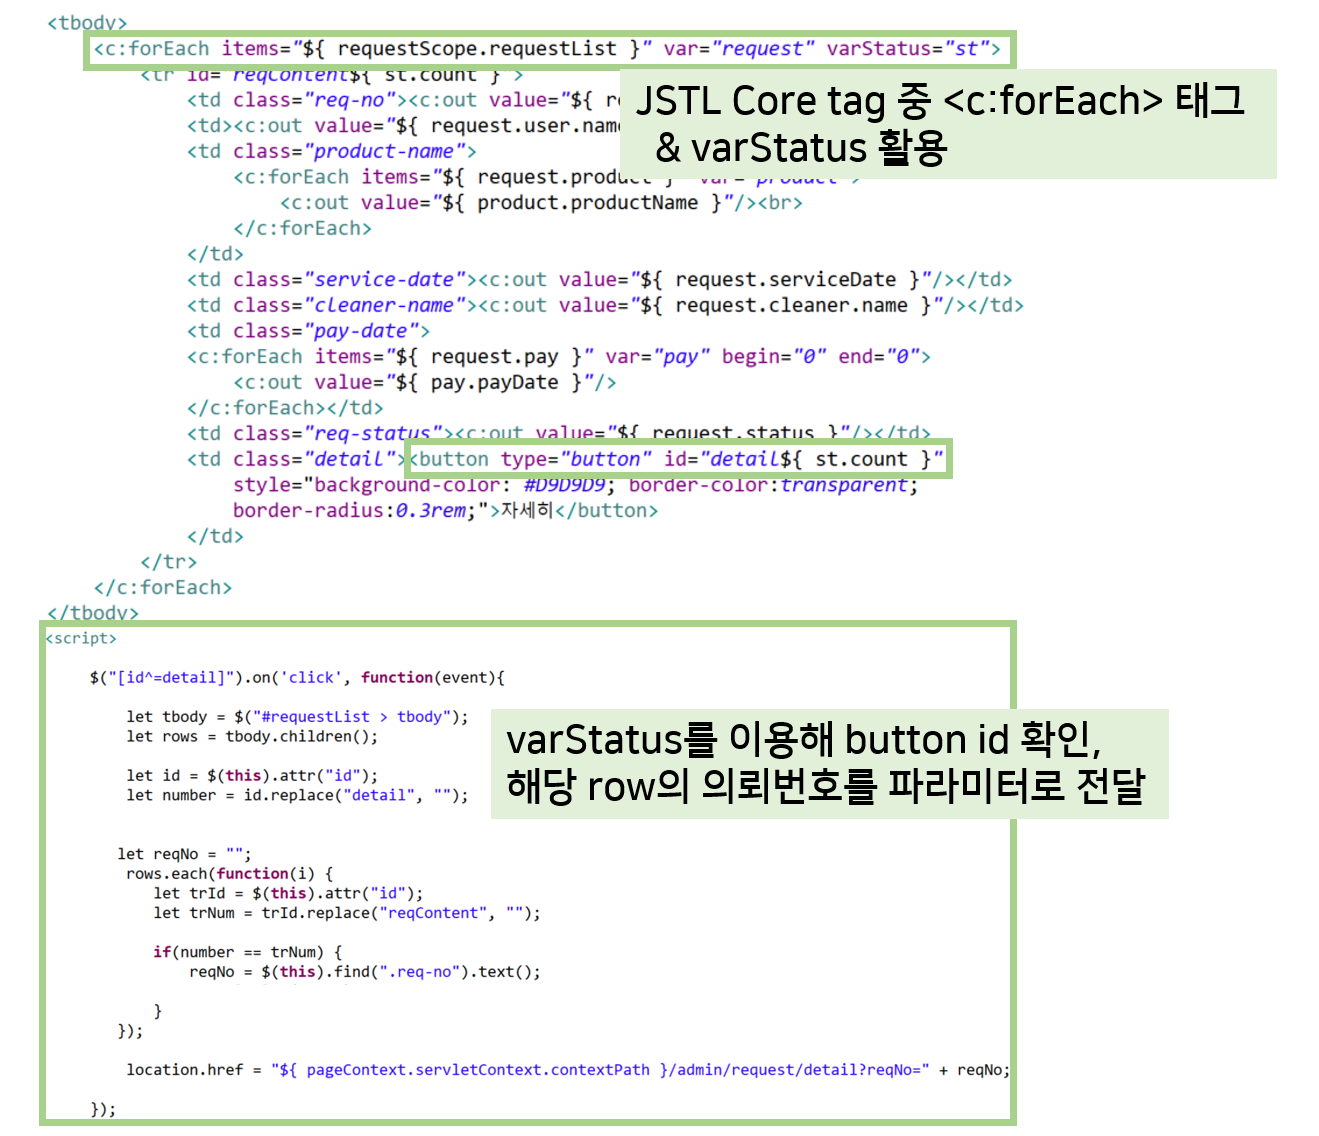 <tbody>
<c:forEach items="${ requestScope.requestList }" var="request" varStatus="st">
<tr id="reqContent${ st.count }">
JSTL Core tag 중 <c:forEach> 태그
& varStatus 활용
<td class="req-no"><c:out value="${
<td><c:out value="${ request.user.name
<td class="product-name">
<c:forEach items="${ request.product }" var="product">
<c:out value="${ product.productName }"/><br>
</c:forEach>
</td>
<td class="service-date"><c:out value="${ request.serviceDate }"/></td>
<td class="cleaner-name"><c:out value="${ request.cleaner.name }"/></td>
<td class="pay-date">
<c:forEach items="${ request.pay }" var="pay" begin="0" end="0">
<c:out value="${ pay.payDate }"/>
</c:forEach></td>
<td class="req-status"><c:out value="${ request.status }"/></td>
<td class="detail"><button type="button" id="detail${ st.count }"
style="background-color: #D9D9D9; border-color:transparent;
border-radius:0.3rem;">자세히</button>
</td>
</tr>
</c:forEach>
</tbody>
<script>
$("[id^=detail]").on('click', function(event){
let tbody = $("#requestList > tbody");
let rows = tbody.children();
let id = $(this).attr("id");
let number = id.replace("detail", "");
varStatus를 이용해 button id 확인,
해당 row의 의뢰번호를 파라미터로 전달
let reqNo = "";
rows.each(function(i) {
let trId = $(this).attr("id");
let trNum = trId.replace("reqContent", "");
if(number == trNum) {
reqNo = $(this).find(".req-no").text();
}
});
location.href = "${ pageContext.servletContext.contextPath }/admin/request/detail?reqNo=" + reqNo;
});